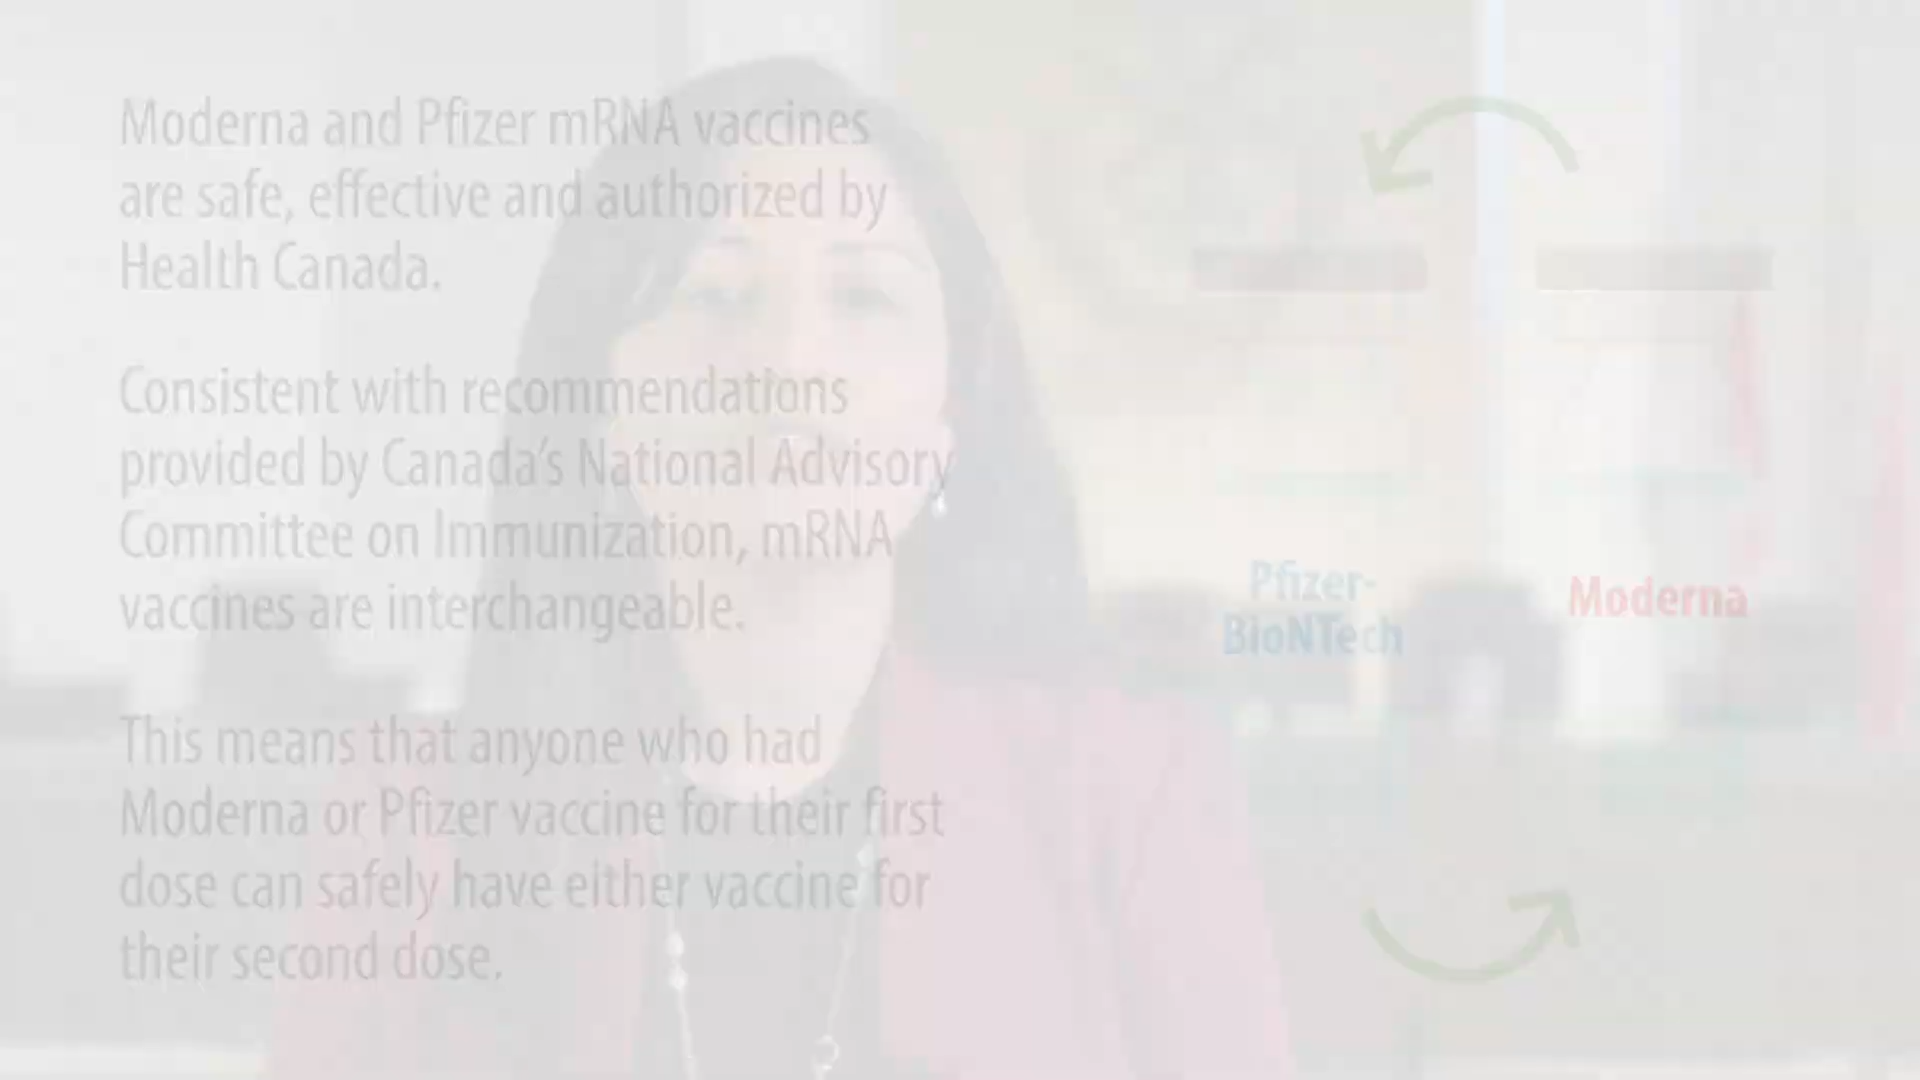 Moderna and Pfizer mRNA vaccines
are safe, effective and authorized by
Health Canada.
Consistent with recommendations
provided by Canada's National Advisory
Committee on Immunization, mRNA
vaccines are interchangeable.
This means that anyone who had
Moderna or Pfizer vaccine for their first
dose can safely have either vaccine for
their second dose.
Pfizer-
BioNTech
Moderna